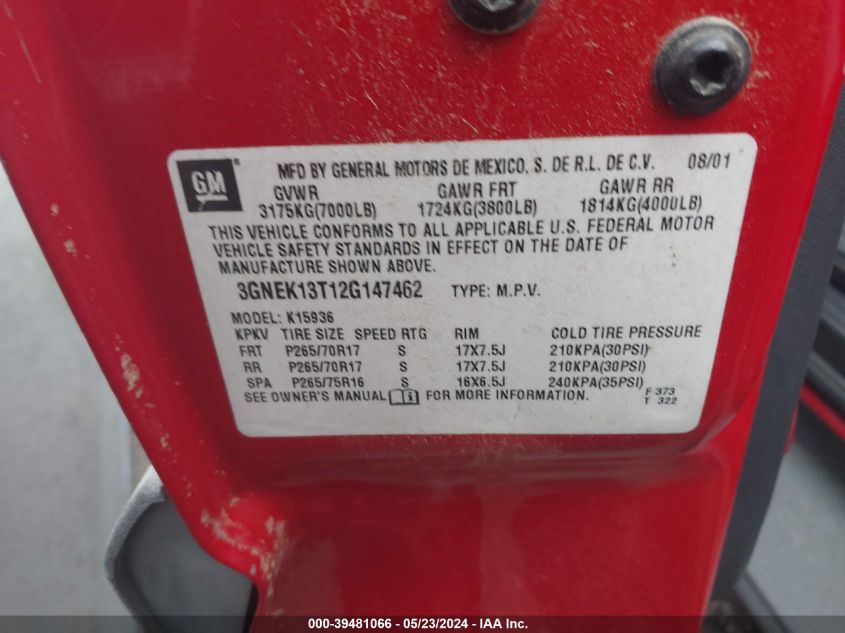 GM® MFD BY GENERAL MOTORS DE MEXICO, S. DE R.L. DE C.V. 08/01
GVWR GAWR FRT GAWR RR
3175KG(7000LB) 1724KG(3800LB) 1814KG(4000LB)
THIS VEHICLE CONFORMS TO ALL APPLICABLE U.S. FEDERAL MOTOR
VEHICLE SAFETY STANDARDS IN EFFECT ON THE DATE OF
MANUFACTURE SHOWN ABOVE.
3GNEK13T12G147462 TYPE: M.P.V.
MODEL: K15936
KPKV TIRE SIZE SPEED RTG RIM COLD TIRE PRESSURE
FRT P265/70R17 S 17X7.5J 210KPA(30PSI)
RR P265/70R17 S 17X7.5J 210KPA(30PSI)
SPA P265/75R16 S 16X6.5J 240KPA(35PSI)
SEE OWNER'S MANUAL FOR MORE INFORMATION. F 373
T 322
000-39481066 - 05/23/2024 - IAA Inc.